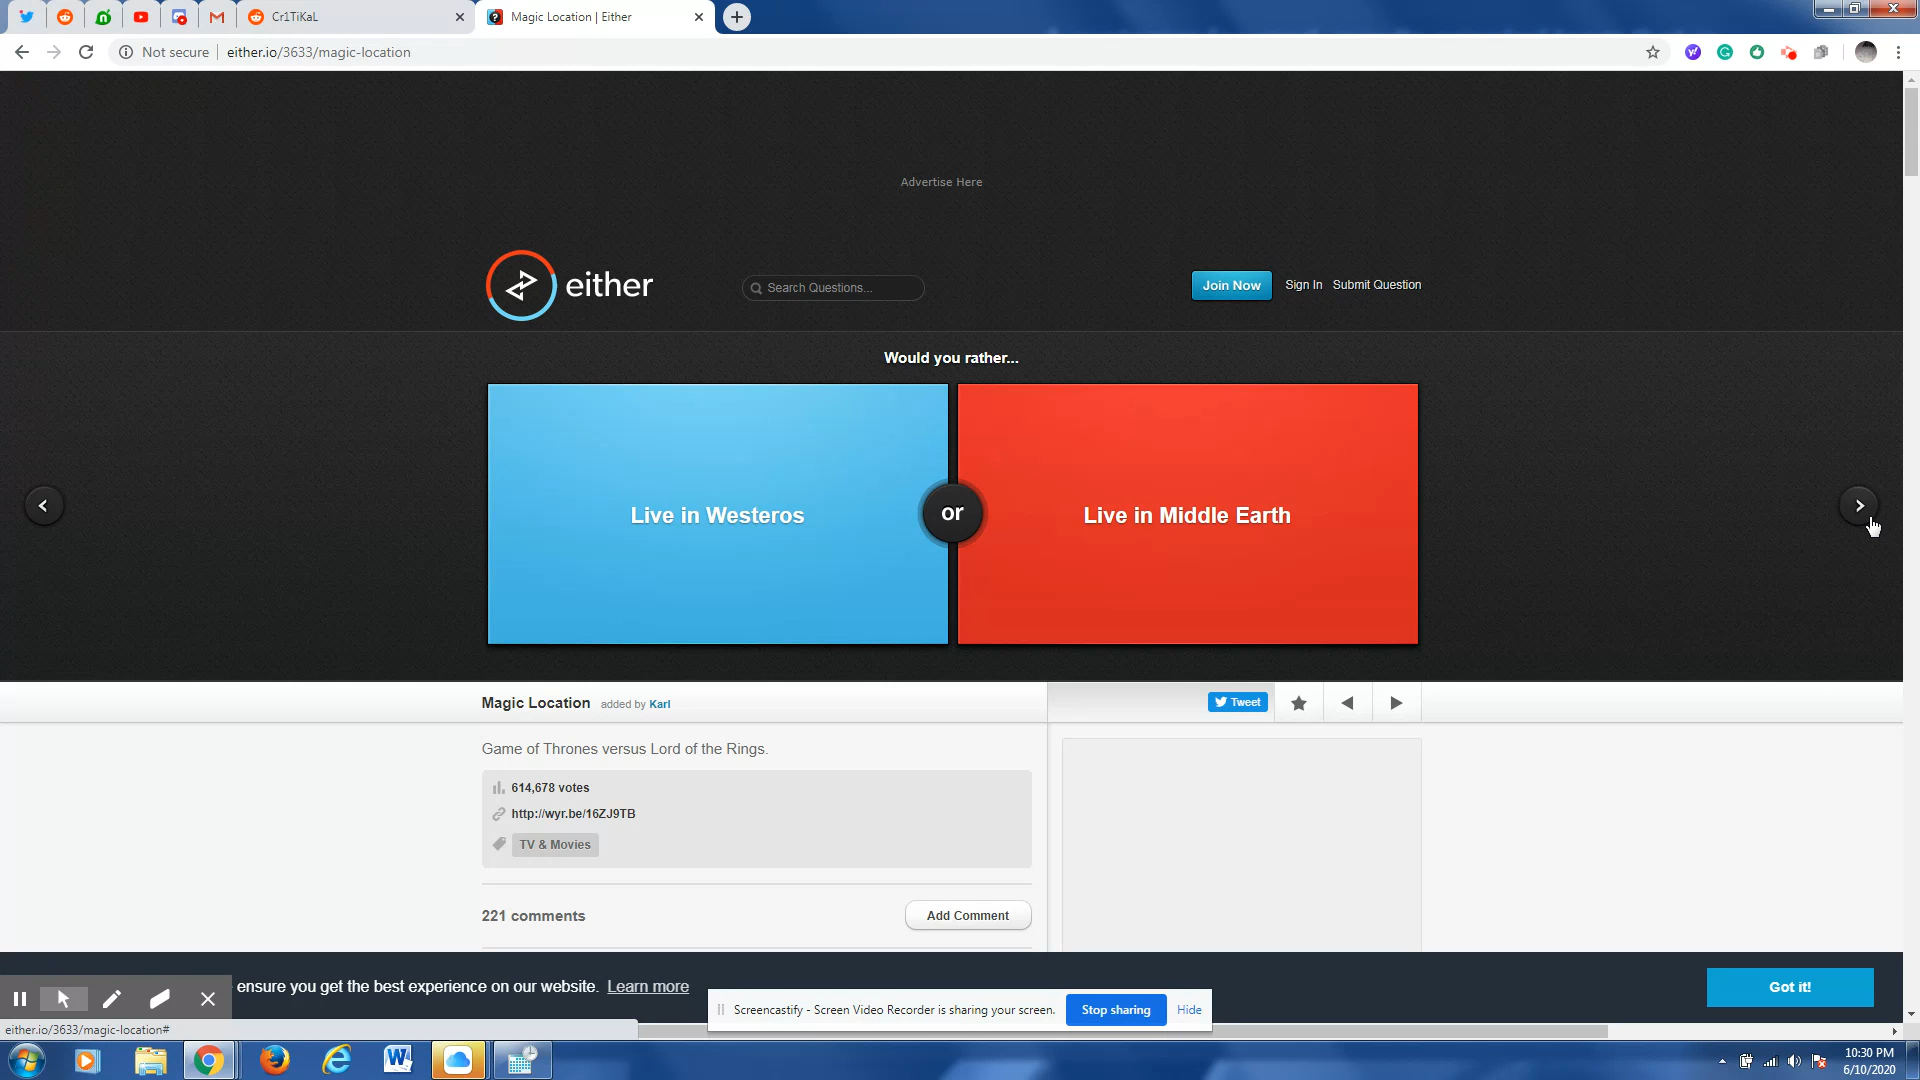 Cr1TiKaL
Magic Location | Either
Not secure
either.io/3633/magic-location
Advertise Here
either
Search Questions...
Join Now
Sign In
Submit Question
Would you rather...
Live in Westeros
or
Live in Middle Earth
Magic Location added by Karl
Tweet
Game of Thrones versus Lord of the Rings.
614,678 votes
http://wyr.be/16ZJ9TB
TV & Movies
221 comments
Add Comment
ensure you get the best experience on our website. Learn more
Got it!
Screencastify - Screen Video Recorder is sharing your screen.
Stop sharing
Hide
either.io/3633/magic-location#
10:30 PM
6/10/2020